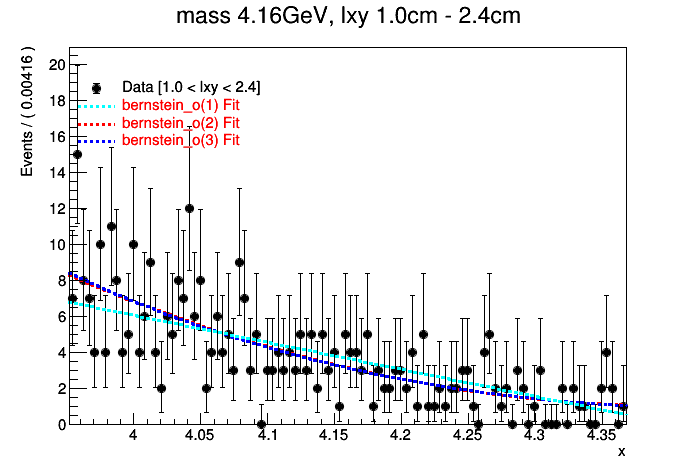 mass 4.16GeV, lxy 1.0cm - 2.4cm
Events / ( 0.00416 )
20
18
16
14
12
10
8
6
4
2
0
Data [1.0 < lxy < 2.4]
bernstein_o(1) Fit
bernstein_o(2) Fit
bernstein_o(3) Fit
4 4.05 4.1 4.15 4.2 4.25 4.3 4.35
x